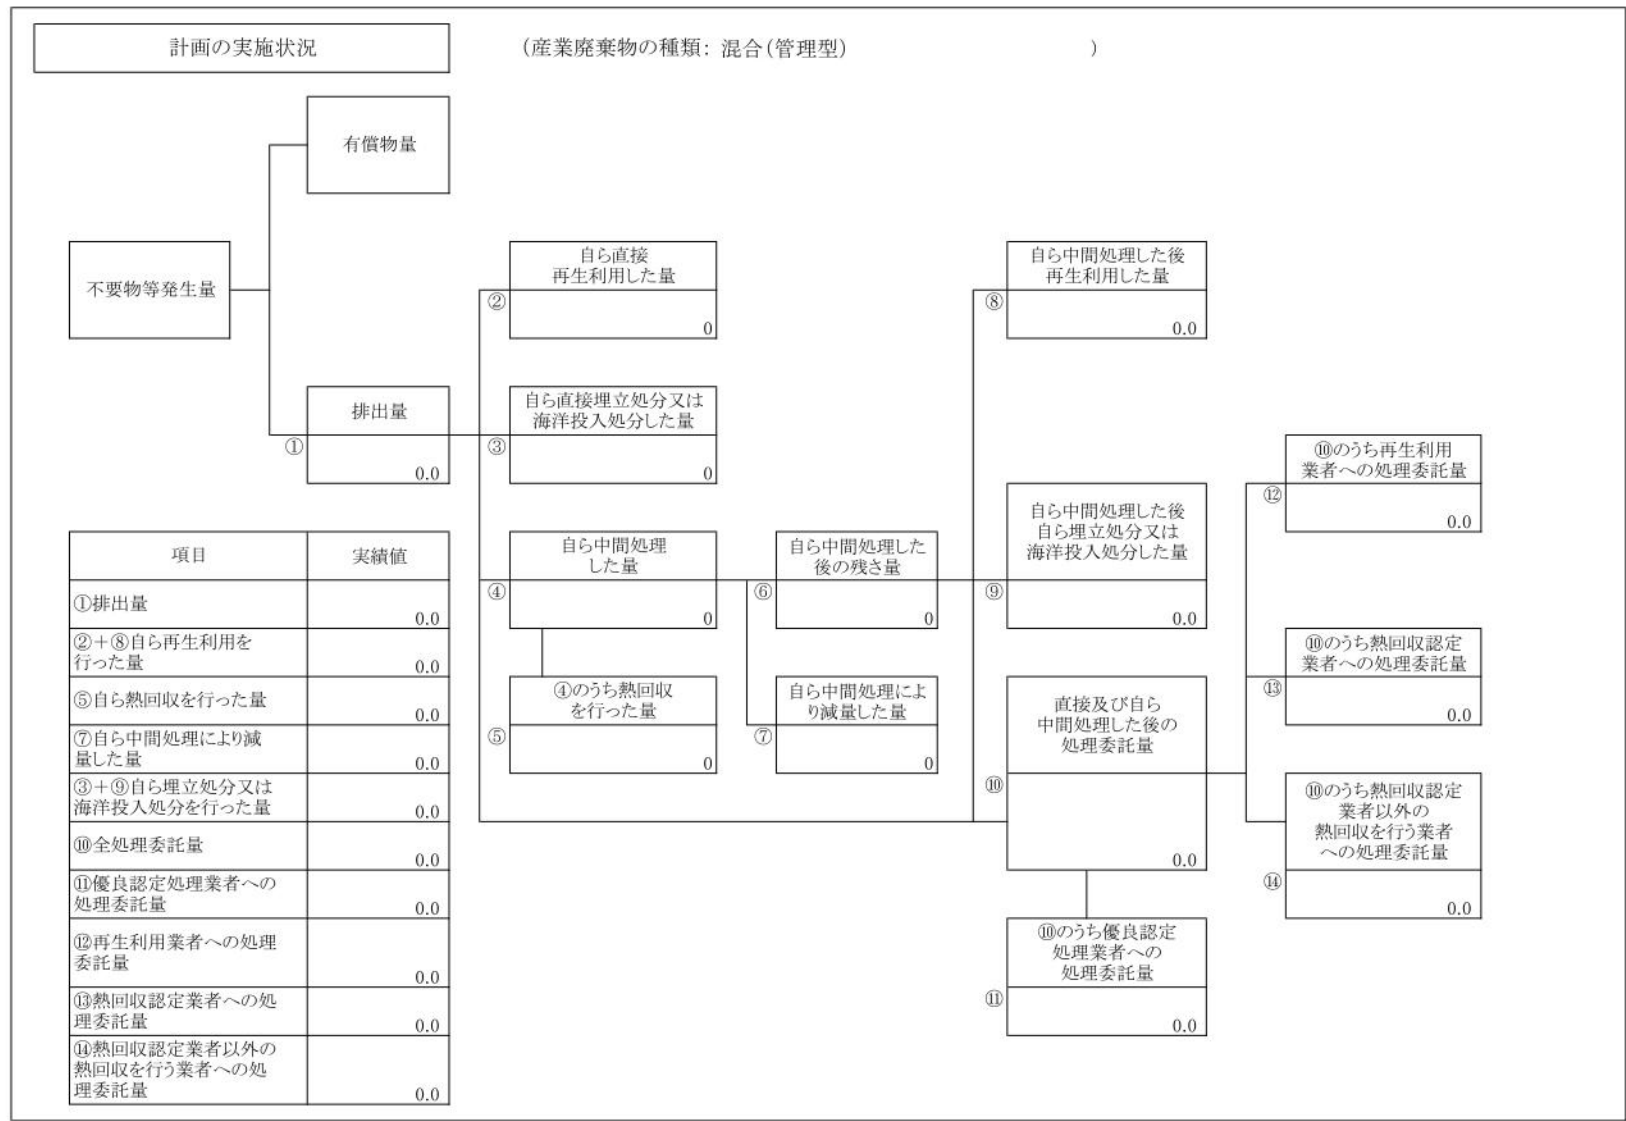 計画の実施状況
(産業廃棄物の種類: 混合(管理型) )
有償物量
不要物等発生量
排出量
①
0.0
自ら直接
再生利用した量
②
0
自ら直接埋立処分又は
海洋投入処分した量
③
0
自ら中間処理
した量
④
0
④のうち熱回収
を行った量
⑤
0
自ら中間処理した
後の残さ量
⑥
0
自ら中間処理によ
り減量した量
⑦
0
自ら中間処理した後
再生利用した量
⑧
0.0
自ら中間処理した後
自ら埋立処分又は
海洋投入処分した量
⑨
0.0
直接及び自ら
中間処理した後の
処理委託量
⑩
0.0
⑩のうち優良認定
処理業者への
処理委託量
⑪
0.0
⑩のうち再生利用
業者への処理委託量
⑫
0.0
⑩のうち熱回収認定
業者への処理委託量
⑬
0.0
⑩のうち熱回収認定
業者以外の
熱回収を行う業者
への処理委託量
⑭
0.0
項目 実績値
①排出量
0.0
②+⑧自ら再生利用を
行った量
0.0
⑤自ら熱回収を行った量
0.0
⑦自ら中間処理により減
量した量
0.0
③+⑨自ら埋立処分又は
海洋投入処分を行った量
0.0
⑩全処理委託量
0.0
⑪優良認定処理業者への
処理委託量
0.0
⑫再生利用業者への処理
委託量
0.0
⑬熱回収認定業者への処
理委託量
0.0
⑭熱回収認定業者以外の
熱回収を行う業者への処
理委託量
0.0